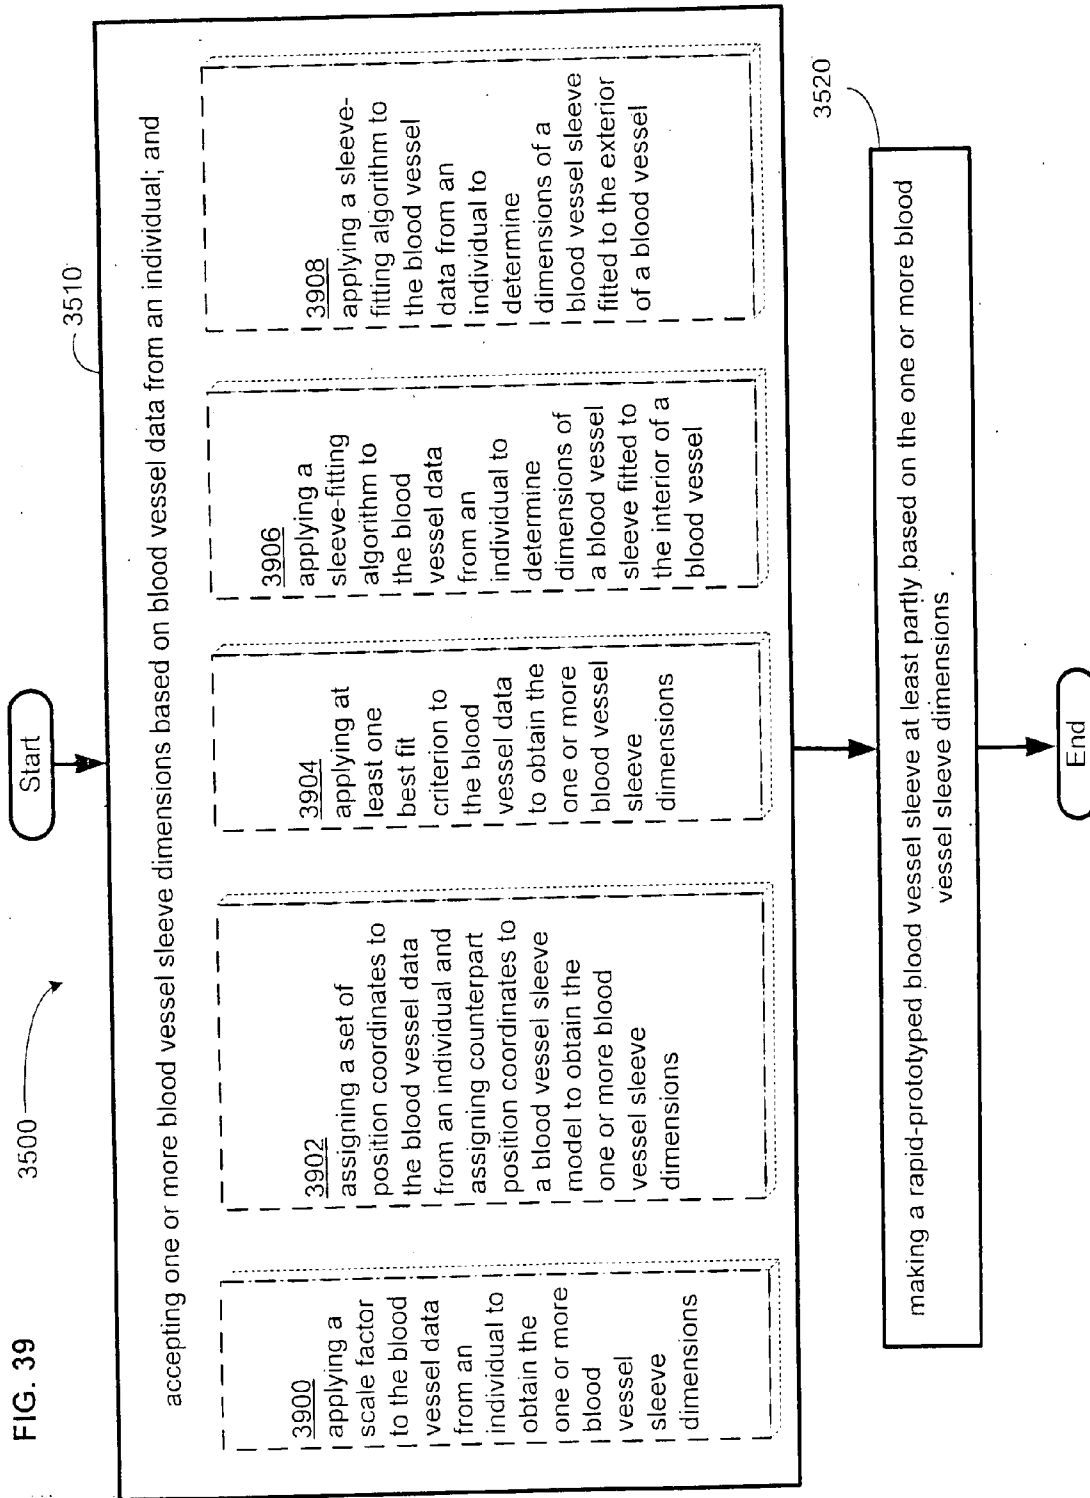 FIG. 39
3500
Start
3510
accepting one or more blood vessel sleeve dimensions based on blood vessel data from an individual; and
3900
applying a
scale factor
to the blood
vessel data
from an
individual to
obtain the
one or more
blood
vessel
sleeve
dimensions
3902
assigning a set of
position coordinates to
the blood vessel data
from an individual and
assigning counterpart
position coordinates to
a blood vessel sleeve
model to obtain the
one or more blood
vessel sleeve
dimensions
3904
applying at
least one
best fit
criterion to
the blood
vessel data
to obtain the
one or more
blood vessel
sleeve
dimensions
3906
applying a
sleeve-fitting
algorithm to
the blood
vessel data
from an
individual to
determine
dimensions of
a blood vessel
sleeve fitted to
the interior of a
blood vessel
3908
applying a sleeve-
fitting algorithm to
the blood vessel
data from an
individual to
determine
dimensions of a
blood vessel sleeve
fitted to the exterior
of a blood vessel
3520
making a rapid-prototyped blood vessel sleeve at least partly based on the one or more blood
vessel sleeve dimensions
End